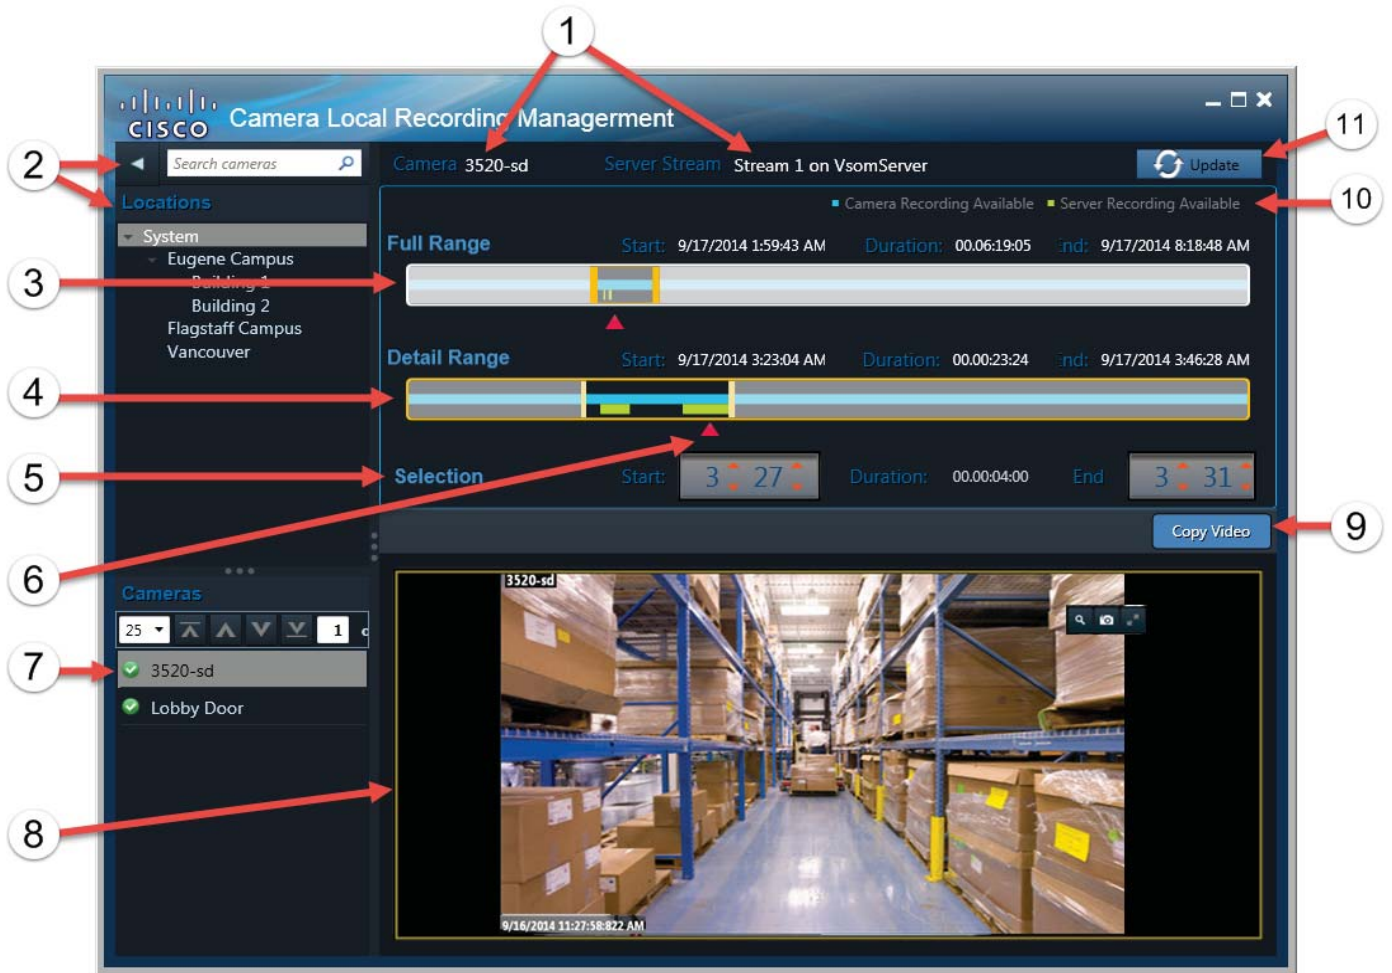 1
CISCO Camera Local Recording Managerment
11
2
Search cameras
Camera 3520-sd Server Stream Stream 1 on VsomServer
Update
Locations
Camera Recording Available Server Recording Available
10
System
Full Range Start: 9/17/2014 1:59:43 AM Duration: 00.06:19:05 End: 9/17/2014 8:18:48 AM
Eugene Campus
3
Building 1
Building 2
Flagstaff Campus
Vancouver
Detail Range Start: 9/17/2014 3:23:04 AM Duration: 00.00:23:24 End: 9/17/2014 3:46:28 AM
4
5
Selection Start: 3 27 Duration: 00.00:04:00 End 3 31
Copy Video
9
6
Cameras
3520-sd
25 1
7
3520-sd
Lobby Door
8
9/16/2014 11:27:58:822 AM